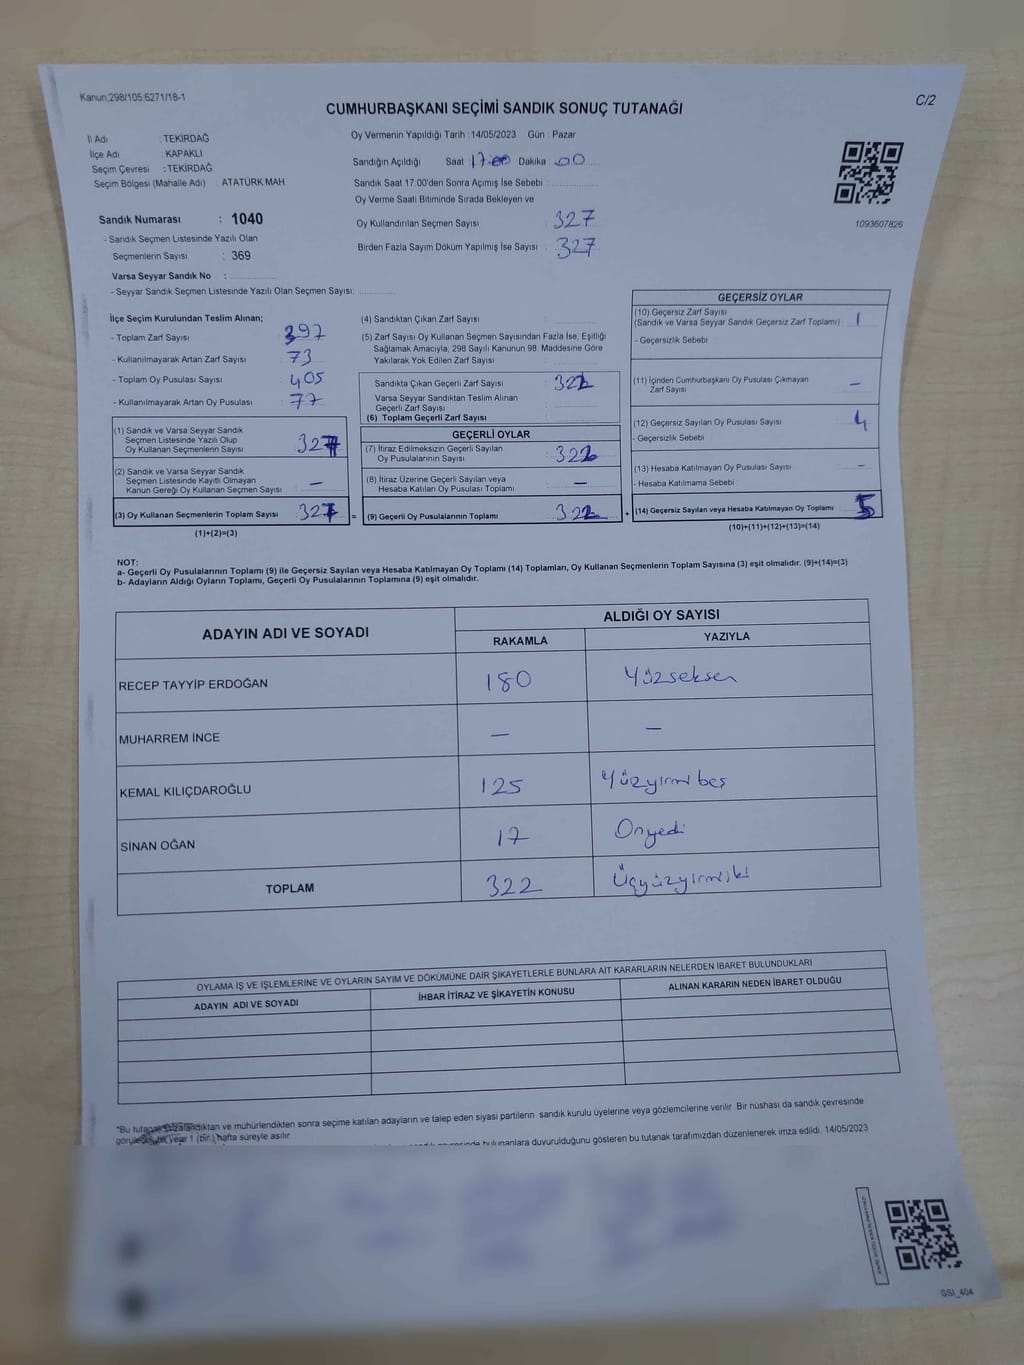 Kanun;298/105;6271/18-1
C/2
CUMHURBAŞKANI SEÇİMİ SANDIK SONUÇ TUTANAĞI
İl Adı : TEKİRDAĞ
İlçe Adı : KAPAKLI
Seçim Çevresi : TEKİRDAĞ
Seçim Bölgesi (Mahalle Adı) : ATATÜRK MAH.
Oy Vermenin Yapıldığı Tarih : 14/05/2023 Gün : Pazar
Sandığın Açıldığı Saat 17:00 Dakika : 00
Sandık Saat 17:00'den Sonra Açımış İse Sebebi :
Oy Verme Saati Bitiminde Sırada Bekleyen ve
Oy Kullandırılan Seçmen Sayısı : 327
Birden Fazla Sayım Döküm Yapılmış İse Sayısı : 327
1093607826
Sandık Numarası : 1040
- Sandık Seçmen Listesinde Yazılı Olan
Seçmenlerin Sayısı : 369
Varsa Seyyar Sandık No :
- Seyyar Sandık Seçmen Listesinde Yazılı Olan Seçmen Sayısı:
İlçe Seçim Kurulundan Teslim Alınan;
- Toplam Zarf Sayısı : 397
- Kullanılmayarak Artan Zarf Sayısı : 73
- Toplam Oy Pusulası Sayısı : 405
- Kullanılmayarak Artan Oy Pusulası : 77
(1) Sandık ve Varsa Seyyar Sandık
Seçmen Listesinde Yazılı Olup
Oy Kullanan Seçmenlerin Sayısı : 327
(2) Sandık ve Varsa Seyyar Sandık
Seçmen Listesinde Kayıtlı Olmayan
Kanun Gereği Oy Kullanan Seçmen Sayısı : —
(3) Oy Kullanan Seçmenlerin Toplam Sayısı : 327
(1)+(2)=(3)
(4) Sandıktan Çıkan Zarf Sayısı :
(5) Zarf Sayısı Oy Kullanan Seçmen Sayısından Fazla İse, Eşitliği
Sağlamak Amacıyla, 298 Sayılı Kanunun 98. Maddesine Göre
Yakılarak Yok Edilen Zarf Sayısı :
Sandıkta Çıkan Geçerli Zarf Sayısı : 322
Varsa Seyyar Sandıktan Teslim Alınan
Geçerli Zarf Sayısı :
(6) Toplam Geçerli Zarf Sayısı :
GEÇERLİ OYLAR
(7) İtiraz Edilmeksizin Geçerli Sayılan
Oy Pusulalarının Sayısı : 322
(8) İtiraz Üzerine Geçerli Sayılan veya
Hesaba Katılan Oy Pusulası Toplamı : —
= (9) Geçerli Oy Pusulalarının Toplamı : 322
GEÇERSİZ OYLAR
(10) Geçersiz Zarf Sayısı
(Sandık ve Varsa Seyyar Sandık Geçersiz Zarf Toplamı) : 1
- Geçersizlik Sebebi :
(11) İçinden Cumhurbaşkanı Oy Pusulası Çıkmayan
Zarf Sayısı : —
(12) Geçersiz Sayılan Oy Pusulası Sayısı : 4
- Geçersizlik Sebebi :
(13) Hesaba Katılmayan Oy Pusulası Sayısı : —
- Hesaba Katılmama Sebebi :
+ (14) Geçersiz Sayılan veya Hesaba Katılmayan Oy Toplamı : 5
(10)+(11)+(12)+(13)=(14)
NOT:
a- Geçerli Oy Pusulalarının Toplamı (9) ile Geçersiz Sayılan veya Hesaba Katılmayan Oy Toplamı (14) Toplamları, Oy Kullanan Seçmenlerin Toplam Sayısına (3) eşit olmalıdır. (9)+(14)=(3)
b- Adayların Aldığı Oyların Toplamı, Geçerli Oy Pusulalarının Toplamına (9) eşit olmalıdır.
ADAYIN ADI VE SOYADI ALDIĞI OY SAYISI
RAKAMLA YAZIYLA
RECEP TAYYİP ERDOĞAN 180 Yüzseksen
MUHARREM İNCE — —
KEMAL KILIÇDAROĞLU 125 Yüzyirmi beş
SİNAN OĞAN 17 Onyedi
TOPLAM 322 Üçyüzyirmiiki
OYLAMA İŞ VE İŞLEMLERİNE VE OYLARIN SAYIM VE DÖKÜMÜNE DAİR ŞİKAYETLERLE BUNLARA AİT KARARLARIN NELERDEN İBARET BULUNDUKLARI
ADAYIN ADI VE SOYADI İHBAR İTİRAZ VE ŞİKAYETİN KONUSU ALINAN KARARIN NEDEN İBARET OLDUĞU
*Bu tutanak imzalandıktan ve mühürlendikten sonra seçime katılan adayların ve talep eden siyasi partilerin sandık kurulu üyelerine veya gözlemcilerine verilir. Bir nüshası da sandık çevresinde
bir yere 1 (bir) hafta süreyle asılır.
bulunanlara duyurulduğunu gösteren bu tutanak tarafımızdan düzenlenerek imza edildi. 14/05/2023
SSI_404